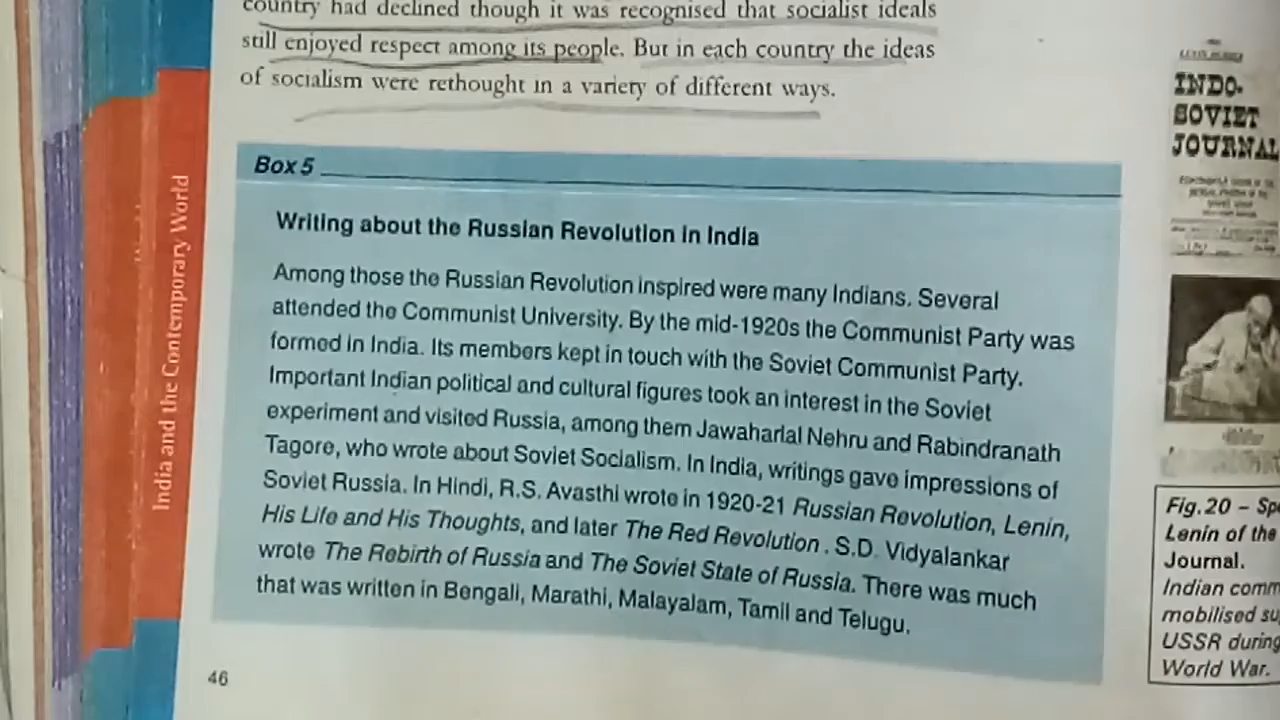 country had declined though it was recognised that socialist ideals
still enjoyed respect among its people. But in each country the ideas
of socialism were rethought in a variety of different ways.
Box 5
Writing about the Russian Revolution in India
Among those the Russian Revolution inspired were many Indians. Several
attended the Communist University. By the mid-1920s the Communist Party was
formed in India. Its members kept in touch with the Soviet Communist Party.
Important Indian political and cultural figures took an interest in the Soviet
experiment and visited Russia, among them Jawaharlal Nehru and Rabindranath
Tagore, who wrote about Soviet Socialism. In India, writings gave impressions of
Soviet Russia. In Hindi, R.S. Avasthi wrote in 1920-21 Russian Revolution, Lenin,
His Life and His Thoughts, and later The Red Revolution . S.D. Vidyalankar
wrote The Rebirth of Russia and The Soviet State of Russia. There was much
that was written in Bengali, Marathi, Malayalam, Tamil and Telugu.
46
India and the Contemporary World
INDO-
SOVIET
JOURNAL
Fig.20 – Sp
Lenin of the
Journal.
Indian comm
mobilised su
USSR during
World War.